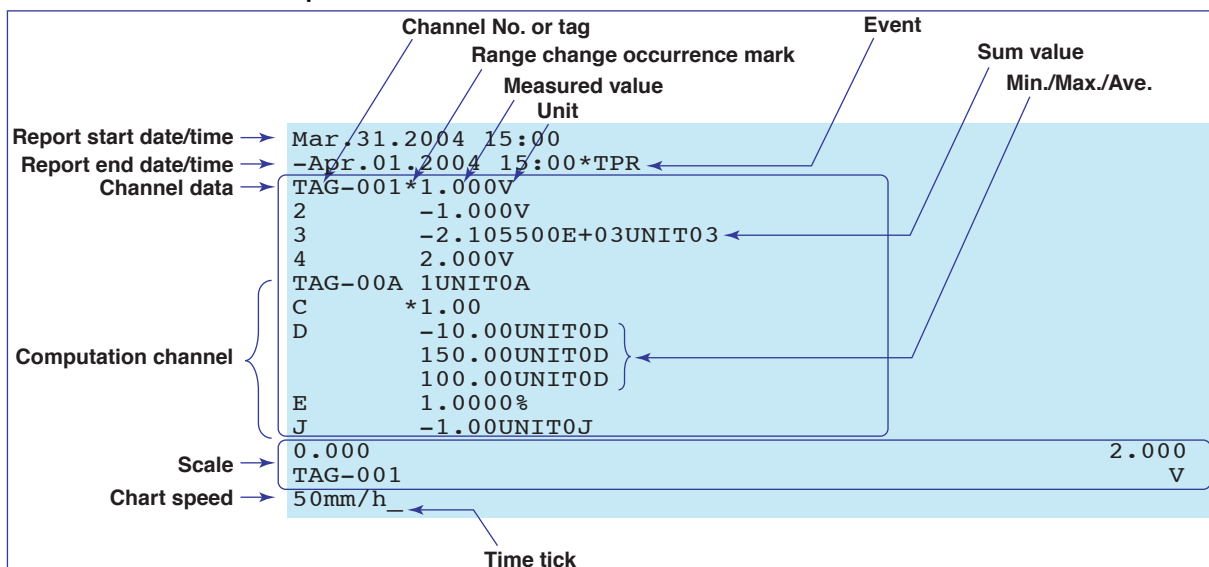 Channel No. or tag
Event
Range change occurrence mark
Sum value
Measured value
Min./Max./Ave.
Unit
Report start date/time
Mar.31.2004 15:00
Report end date/time
-Apr.01.2004 15:00*TPR
Channel data
TAG-001*1.000V
2 -1.000V
3 -2.105500E+03UNIT03
4 2.000V
TAG-00A 1UNIT0A
C *1.00
D -10.00UNIT0D
Computation channel
150.00UNIT0D
100.00UNIT0D
E 1.0000%
J -1.00UNIT0J
Scale
0.000 2.000
TAG-001 V
Chart speed
50mm/h_
Time tick